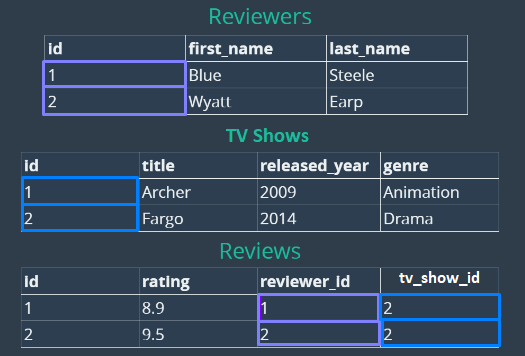 Reviewers
id first_name last_name
1 Blue Steele
2 Wyatt Earp
TV Shows
id title released_year genre
1 Archer 2009 Animation
2 Fargo 2014 Drama
Reviews
id rating reviewer_id tv_show_id
1 8.9 1 2
2 9.5 2 2